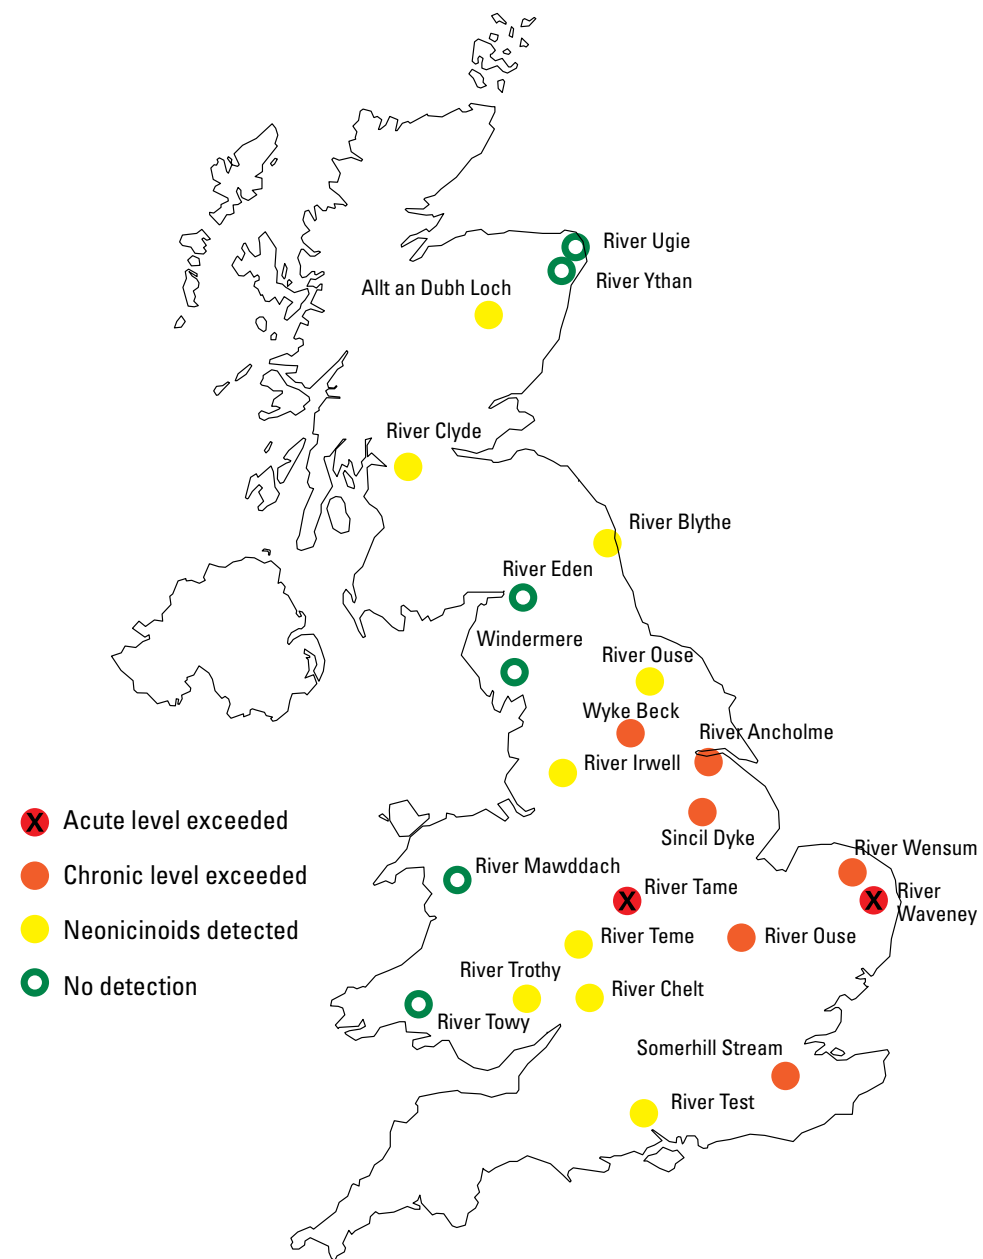 River Ugie
River Ythan
Allt an Dubh Loch
River Clyde
River Blythe
River Eden
Windermere
River Ouse
Wyke Beck
River Ancholme
River Irwell
Sincil Dyke
River Wensum
River Mawddach
River Tame
River
Waveney
River Teme
River Ouse
River Trothy
River Chelt
River Towy
Somerhill Stream
River Test
X
X
X Acute level exceeded
Chronic level exceeded
Neonicinoids detected
No detection